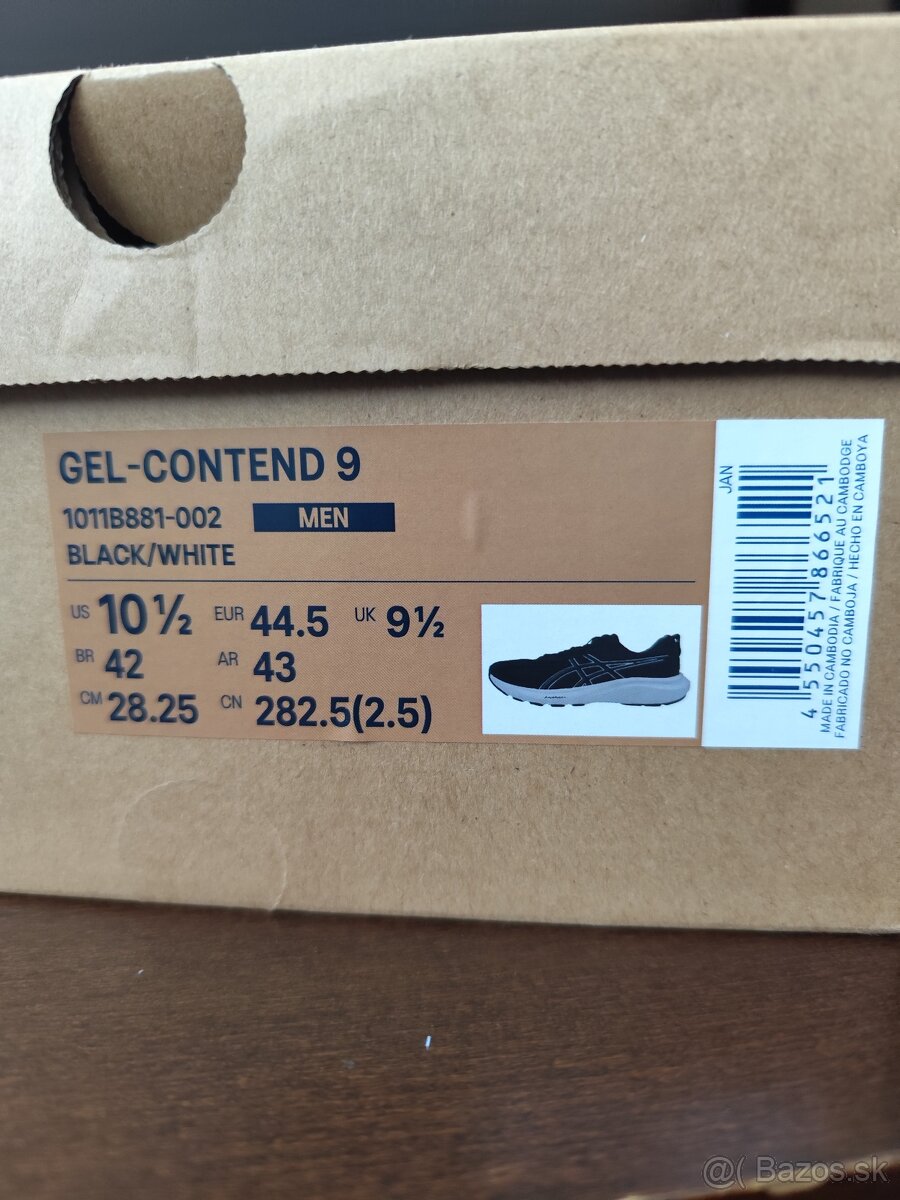 GEL-CONTEND 9
1011B881-002 MEN
BLACK/WHITE
US 10 ½ EUR 44.5 UK 9½
BR 42 AR 43
CM 28.25 CN 282.5(2.5)
JAN
4 550457 866521
MADE IN CAMBODIA / FABRIQUE AU CAMBODGE
FABRICADO NO CAMBOJA / HECHO EN CAMBOYA
@( Bazos.sk